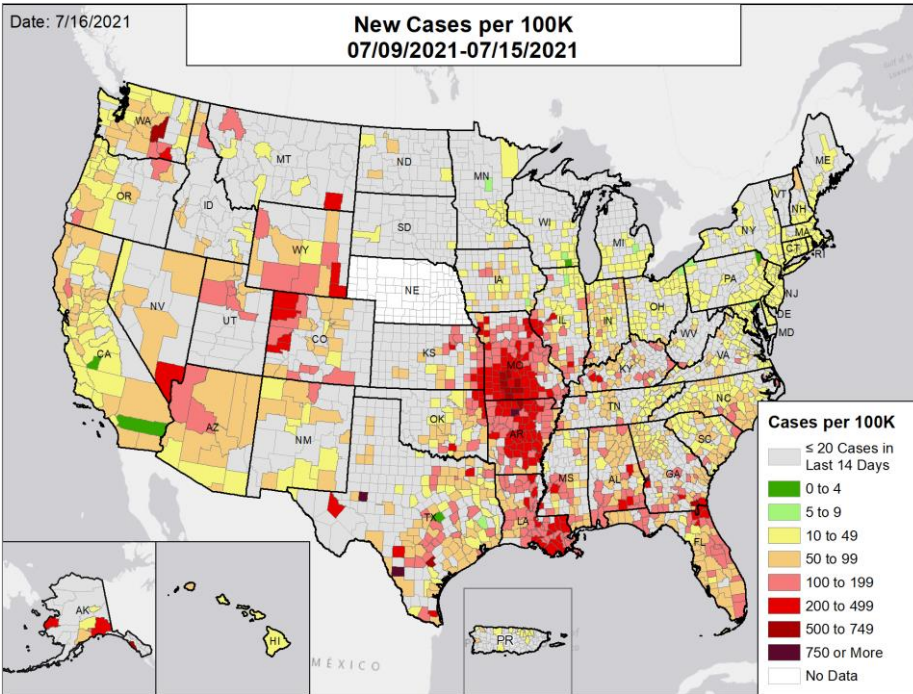 Date: 7/16/2021
New Cases per 100K
07/09/2021-07/15/2021
WA
MT
ND
MN
ME
OR
ID
WY
SD
WI
MI
VT
NH
NY
MA
CT
RI
NV
UT
CO
NE
IA
IL
IN
OH
PA
NJ
DE
MD
WV
VA
CA
KS
MO
KY
AZ
NM
OK
AR
TN
NC
SC
TX
LA
MS
AL
GA
FL
AK
HI
PR
MÉXICO
Cases per 100K
≤ 20 Cases in
Last 14 Days
0 to 4
5 to 9
10 to 49
50 to 99
100 to 199
200 to 499
500 to 749
750 or More
No Data